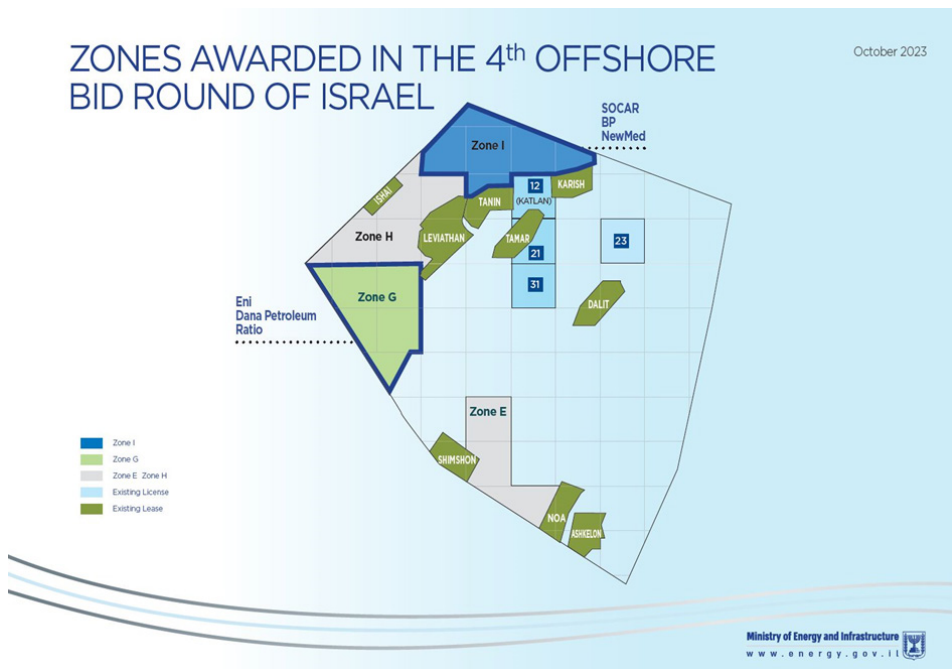 ZONES AWARDED IN THE 4th OFFSHORE
BID ROUND OF ISRAEL
October 2023
SOCAR
BP
NewMed
Zone I
12
(KATLAN)
KARISH
ISHAI
TANIN
Zone H
LEVIATHAN
TAMAR
21
23
31
Zone G
DALIT
Eni
Dana Petroleum
Ratio
Zone E
SHIMSHON
NOA
ASHKELON
Zone I
Zone G
Zone E Zone H
Existing License
Existing Lease
Ministry of Energy and Infrastructure
www.energy.gov.il